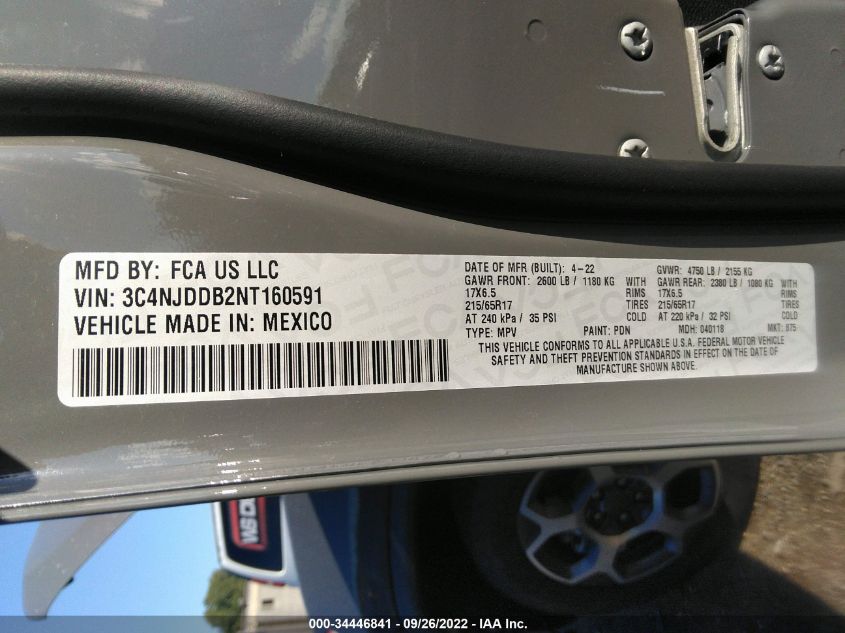 MFD BY: FCA US LLC
VIN: 3C4NJDDB2NT160591
VEHICLE MADE IN: MEXICO
DATE OF MFR (BUILT): 4-22 GVWR: 4750 LB / 2155 KG
GAWR FRONT: 2600 LB / 1180 KG WITH GAWR REAR: 2380 LB / 1080 KG WITH
17X6.5 RIMS 17X6.5 RIMS
215/65R17 TIRES 215/65R17 TIRES
AT 240 kPa / 35 PSI COLD AT 220 kPa / 32 PSI COLD
TYPE: MPV PAINT: PDN MDH: 040118 MKT: B75
THIS VEHICLE CONFORMS TO ALL APPLICABLE U.S.A. FEDERAL MOTOR VEHICLE
SAFETY AND THEFT PREVENTION STANDARDS IN EFFECT ON THE DATE OF
MANUFACTURE SHOWN ABOVE.
000-34446841 - 09/26/2022 - IAA Inc.